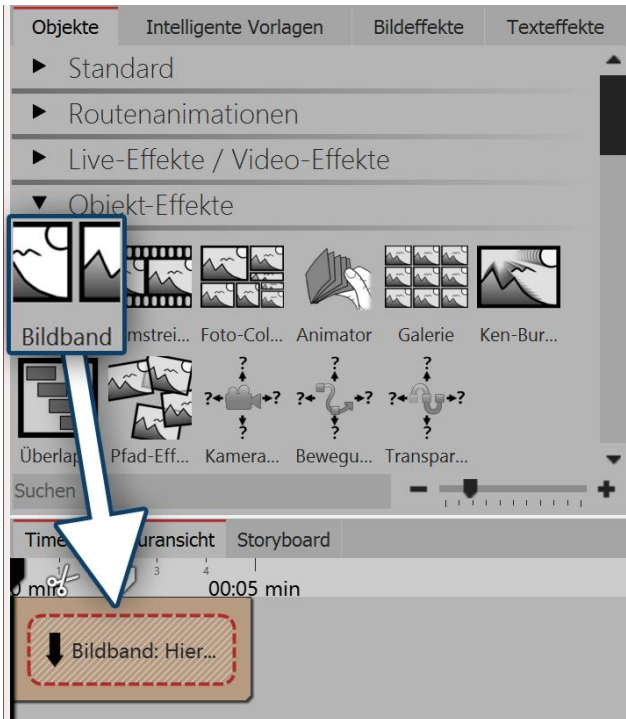 Objekte Intelligente Vorlagen Bildeffekte Texteffekte
Standard
Routenanimationen
Live-Effekte / Video-Effekte
Objekt-Effekte
Bildband mstrei... Foto-Col... Animator Galerie Ken-Bur...
? ? ?
? ? ? ? ? ?
? ? ?
Überlap Pfad-Eff... Kamera... Bewegu... Transpar...
Suchen
Time uransicht Storyboard
3 4
0 min 00:05 min
Bildband: Hier...